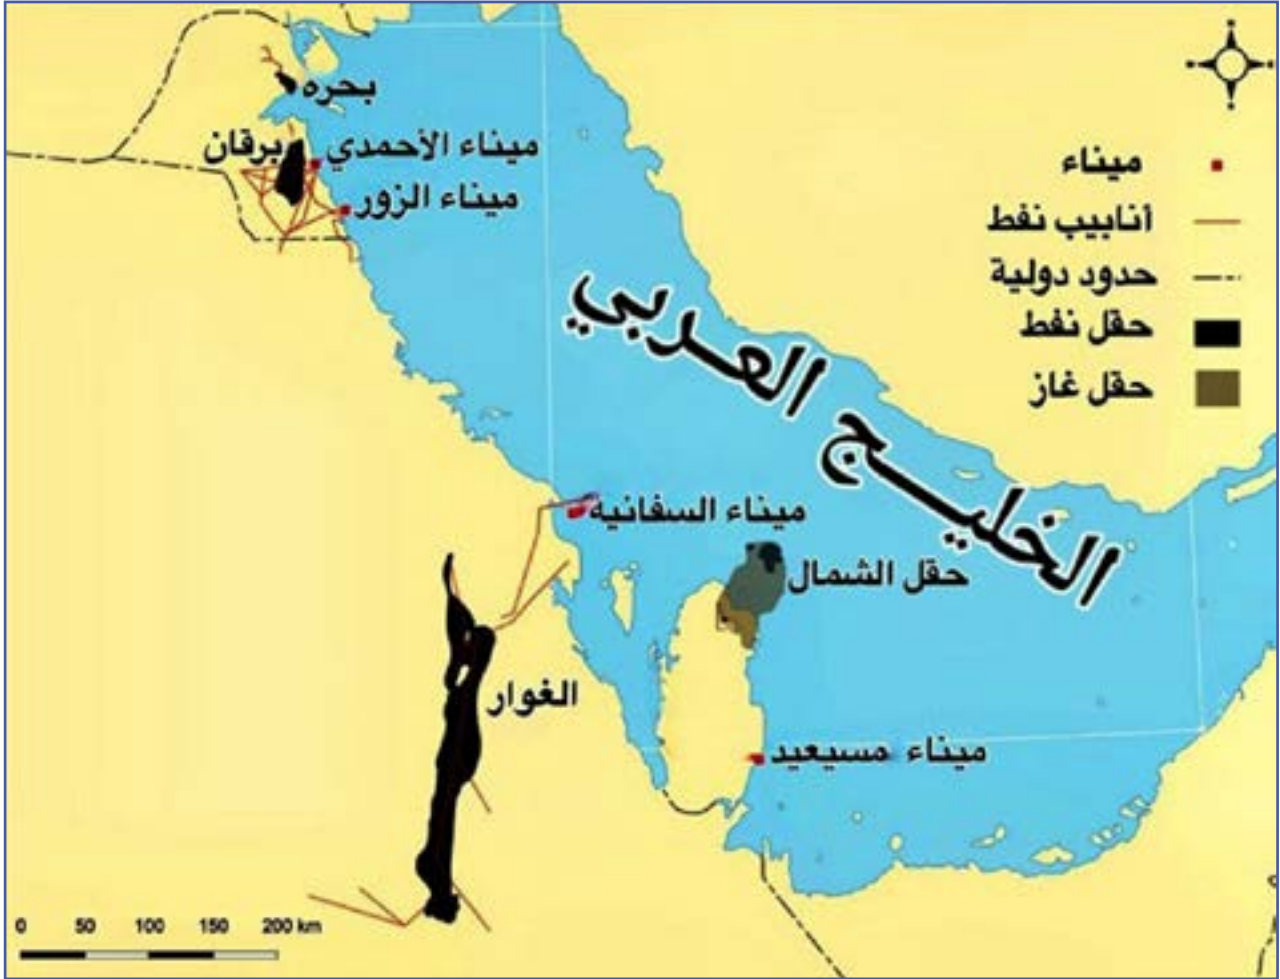 بحره
برقان
ميناء الأحمدي
ميناء الزور
ميناء
أنابيب نفط
حدود دولية
حقل نفط
حقل غاز
الخليج العربي
ميناء السفانيه
حقل الشمال
الغوار
ميناء مسيعيد
0 50 100 150 200 km